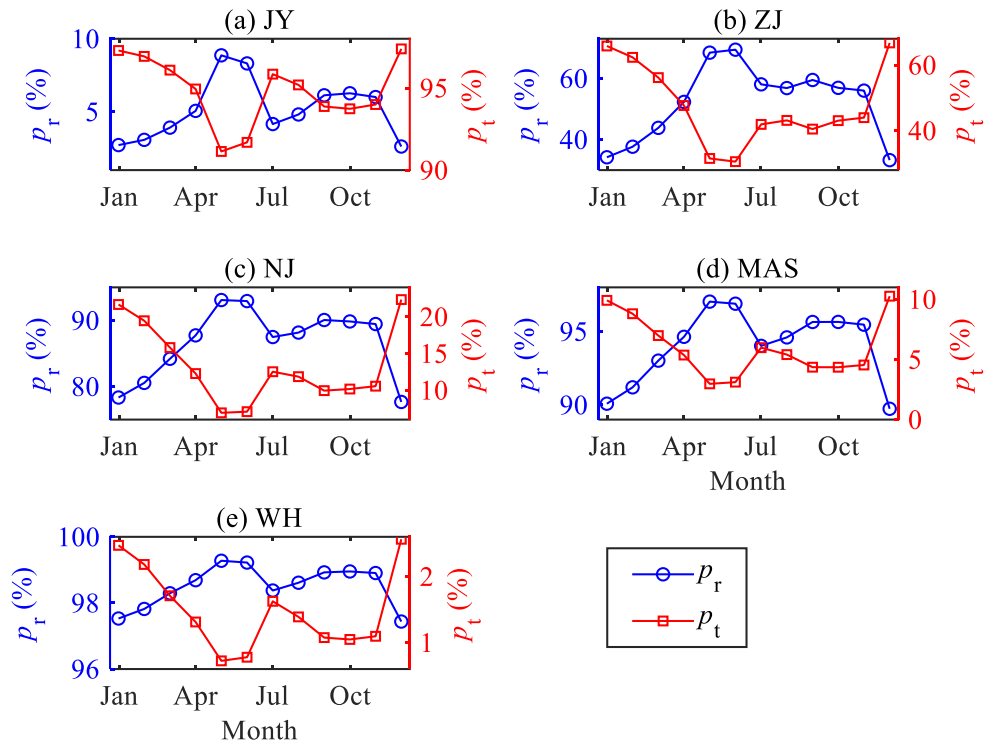 (a) JY
10
5
p_r (%)
95
90
p_t (%)
Jan Apr Jul Oct
(b) ZJ
60
40
p_r (%)
60
40
p_t (%)
Jan Apr Jul Oct
(c) NJ
90
80
p_r (%)
20
15
10
p_t (%)
Jan Apr Jul Oct
(d) MAS
95
90
p_r (%)
10
5
0
p_t (%)
Jan Apr Jul Oct
Month
(e) WH
100
98
96
p_r (%)
2
1
p_t (%)
Jan Apr Jul Oct
Month
p_r
p_t